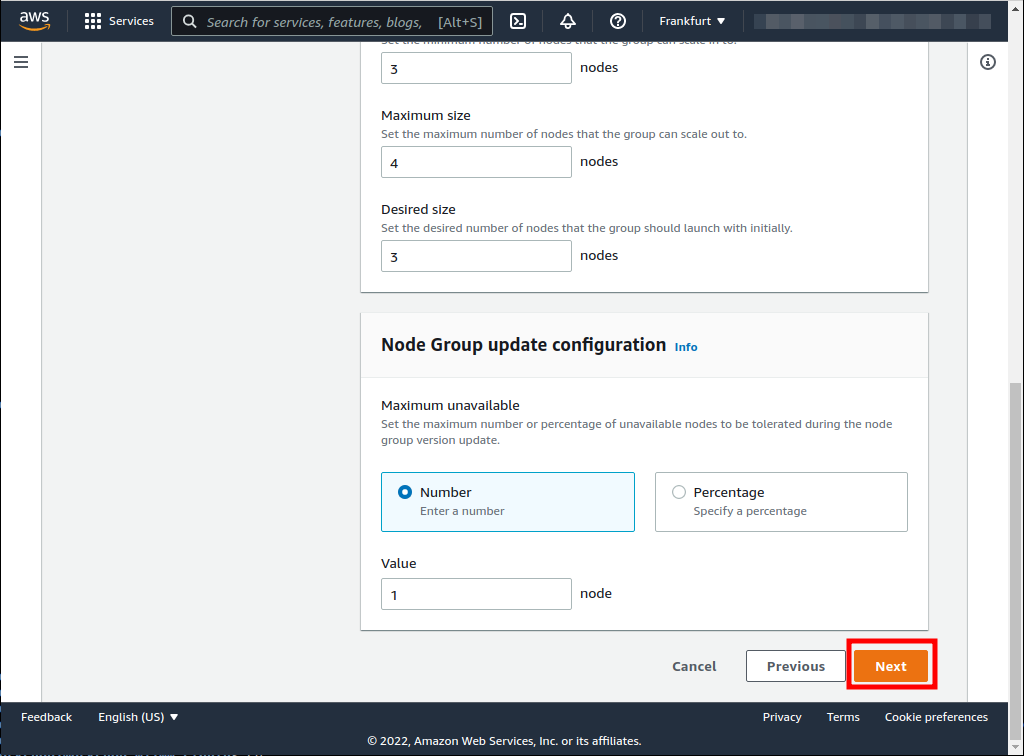 aws
Services
Search for services, features, blogs, [Alt+S]
Frankfurt
Set the minimum number of nodes that the group can scale in to.
3 nodes
Maximum size
Set the maximum number of nodes that the group can scale out to.
4 nodes
Desired size
Set the desired number of nodes that the group should launch with initially.
3 nodes
Node Group update configuration Info
Maximum unavailable
Set the maximum number or percentage of unavailable nodes to be tolerated during the node
group version update.
Number
Enter a number
Percentage
Specify a percentage
Value
1 node
Cancel Previous Next
Feedback English (US) Privacy Terms Cookie preferences
© 2022, Amazon Web Services, Inc. or its affiliates.